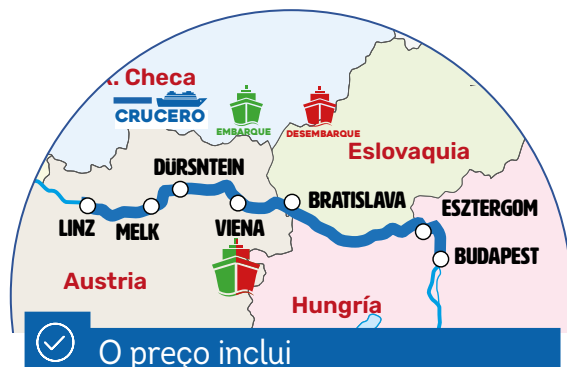 . Checa
CRUCERO
EMBARQUE
DESEMBARQUE
Eslovaquia
DÜRSNTEIN
BRATISLAVA
ESZTERGOM
LINZ
MELK
VIENA
BUDAPEST
Austria
Hungría
O preço inclui